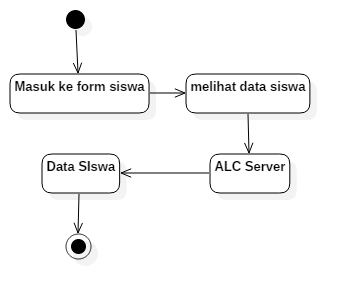 Masuk ke form siswa
melihat data siswa
ALC Server
Data SIswa